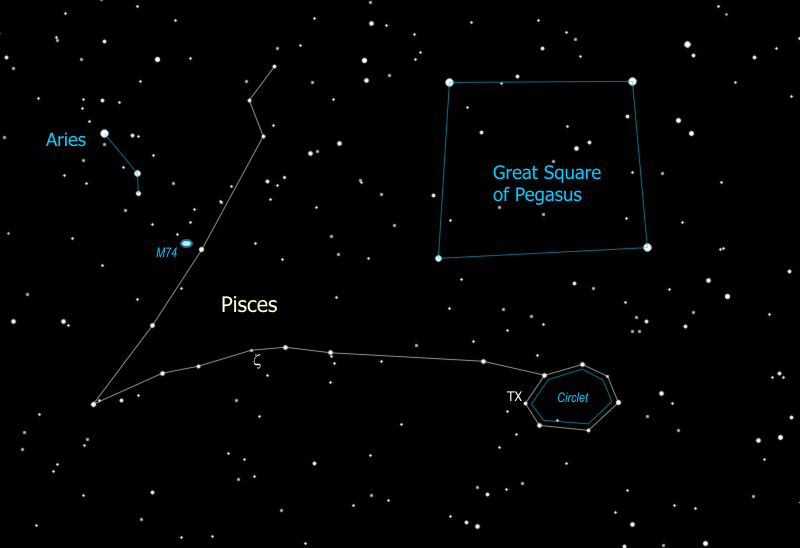 Aries
Great Square
of Pegasus
M74
Pisces
ζ
TX
Circlet